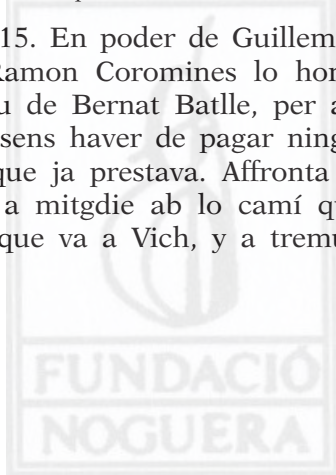 15. En poder de Guillem
Ramon Coromines lo hor
u de Bernat Batlle, per a
sens haver de pagar ning
que ja prestava. Affronta
a mitgdie ab lo camí q
que va a Vich, y a tremu
FUNDACIÓ
NOGUERA